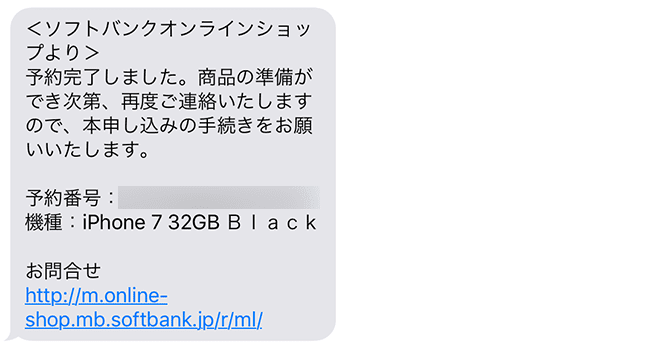 ＜ソフトバンクオンラインショッ
プより＞
予約完了しました。商品の準備が
でき次第、再度ご連絡いたします
ので、本申し込みの手続きをお願
いいたします。
予約番号：
機種：iPhone 7 32GB Ｂｌａｃｋ
お問合せ
http://m.online-
shop.mb.softbank.jp/r/ml/